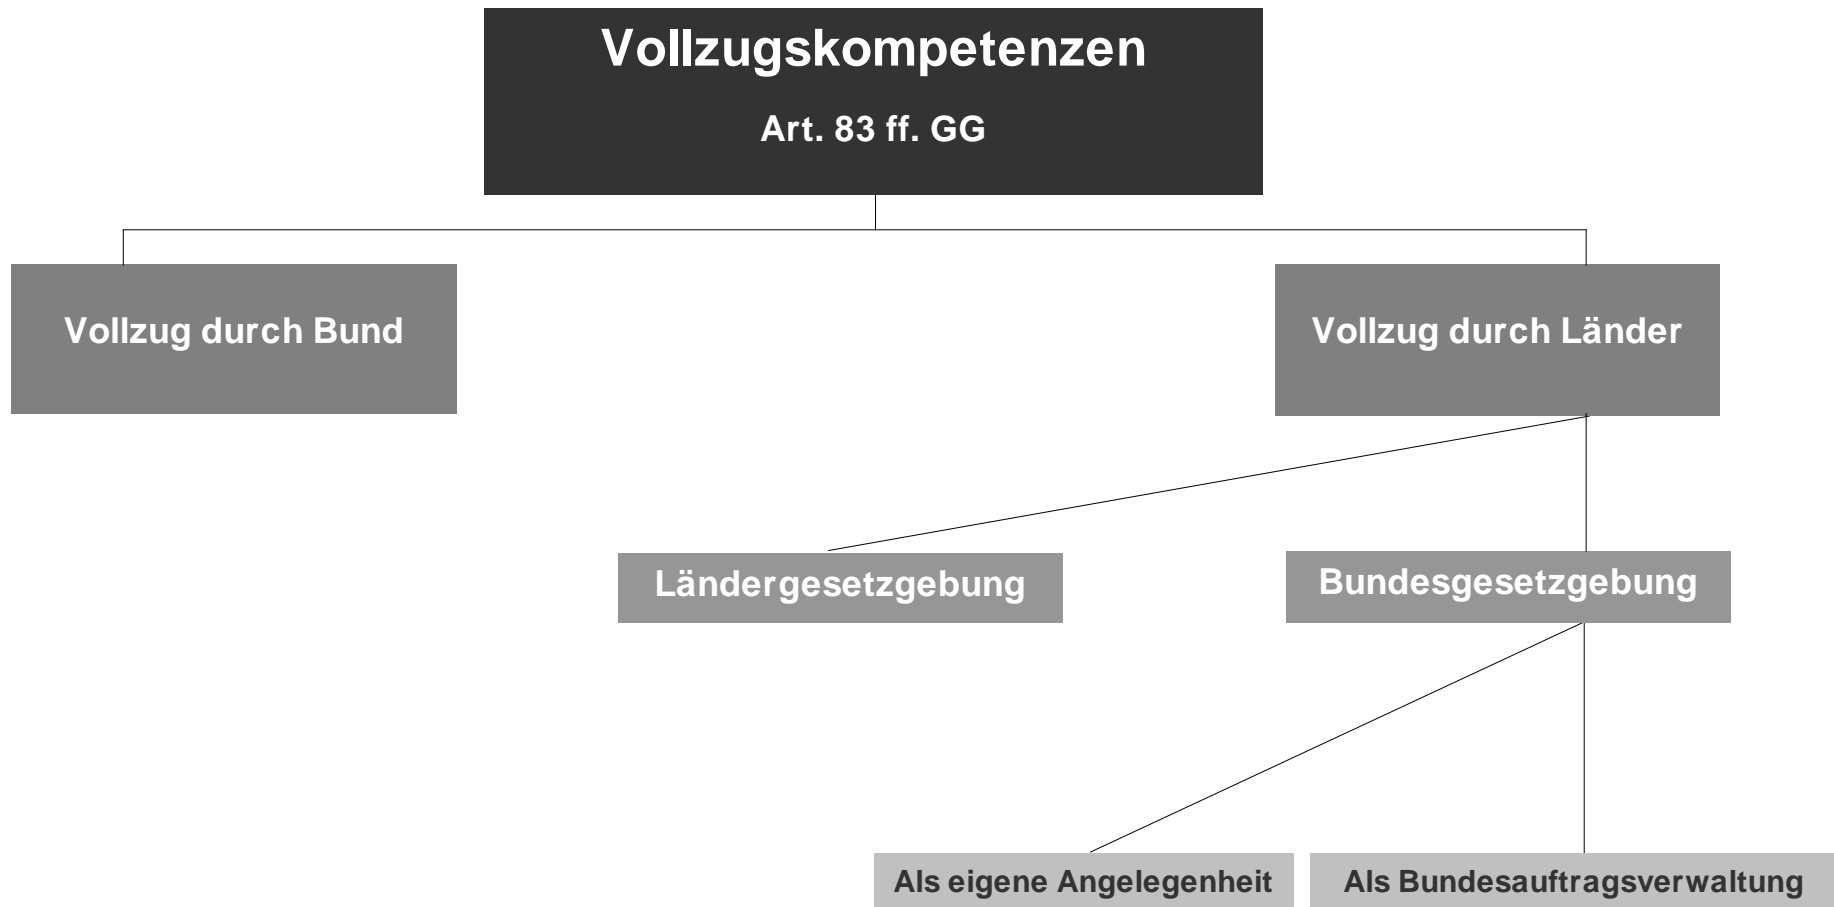 Vollzugskompetenzen
Art. 83 ff. GG
Vollzug durch Bund
Vollzug durch Länder
Ländergesetzgebung
Bundesgesetzgebung
Als eigene Angelegenheit
Als Bundesauftragsverwaltung